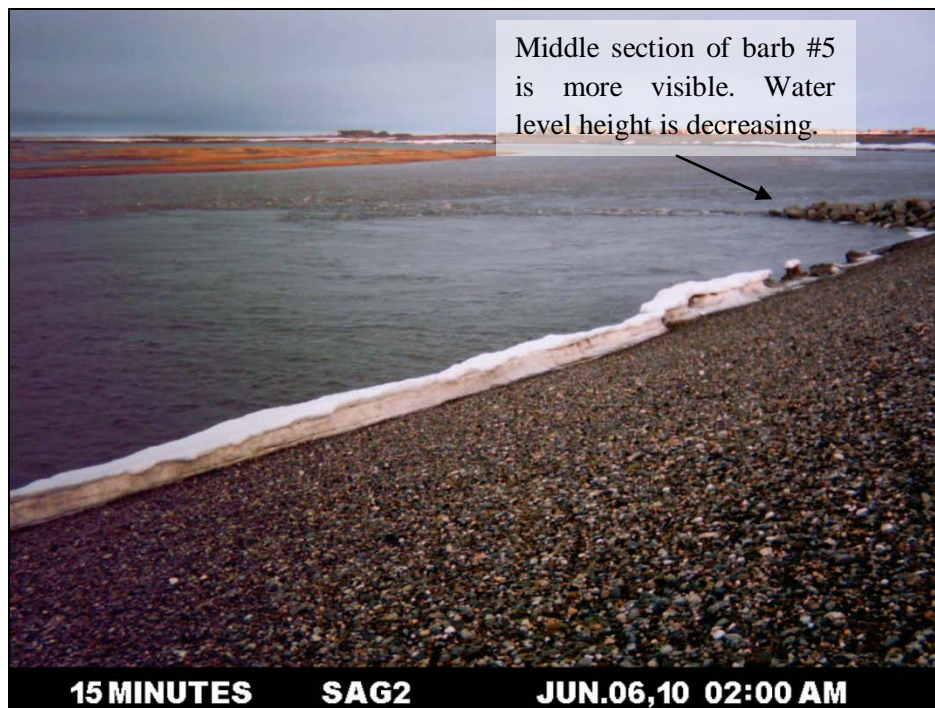 Middle section of barb #5
is more visible. Water
level height is decreasing.
15 MINUTES SAG2 JUN.06,10 02:00 AM